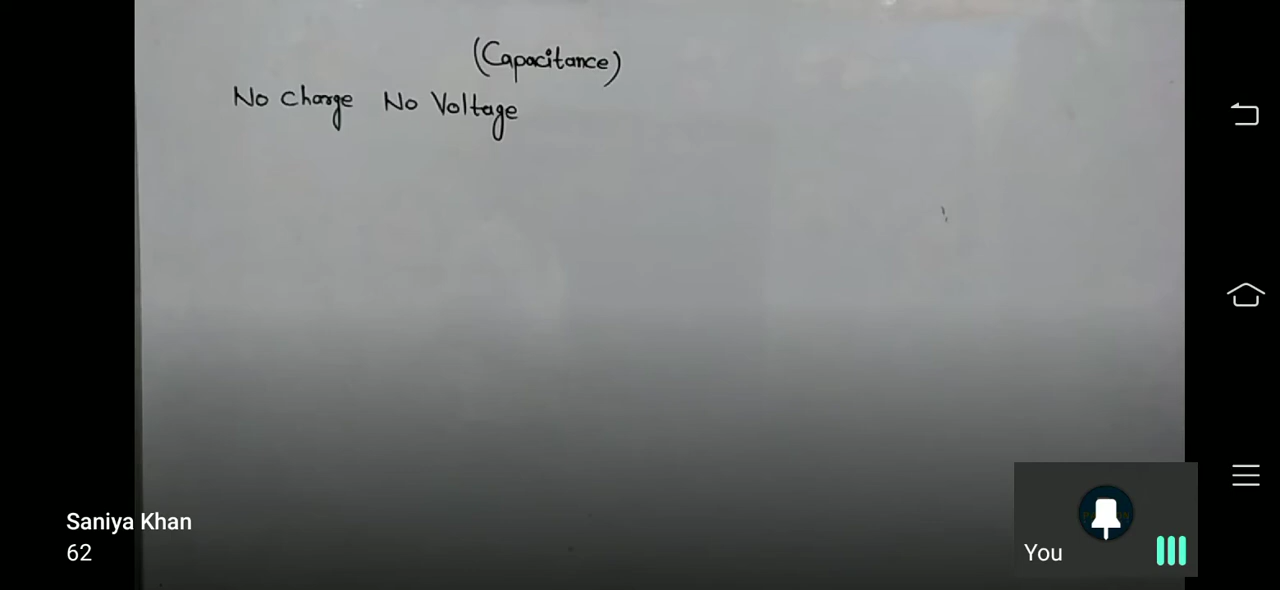 (Capacitance)
No Charge No Voltage
Saniya Khan
62
You